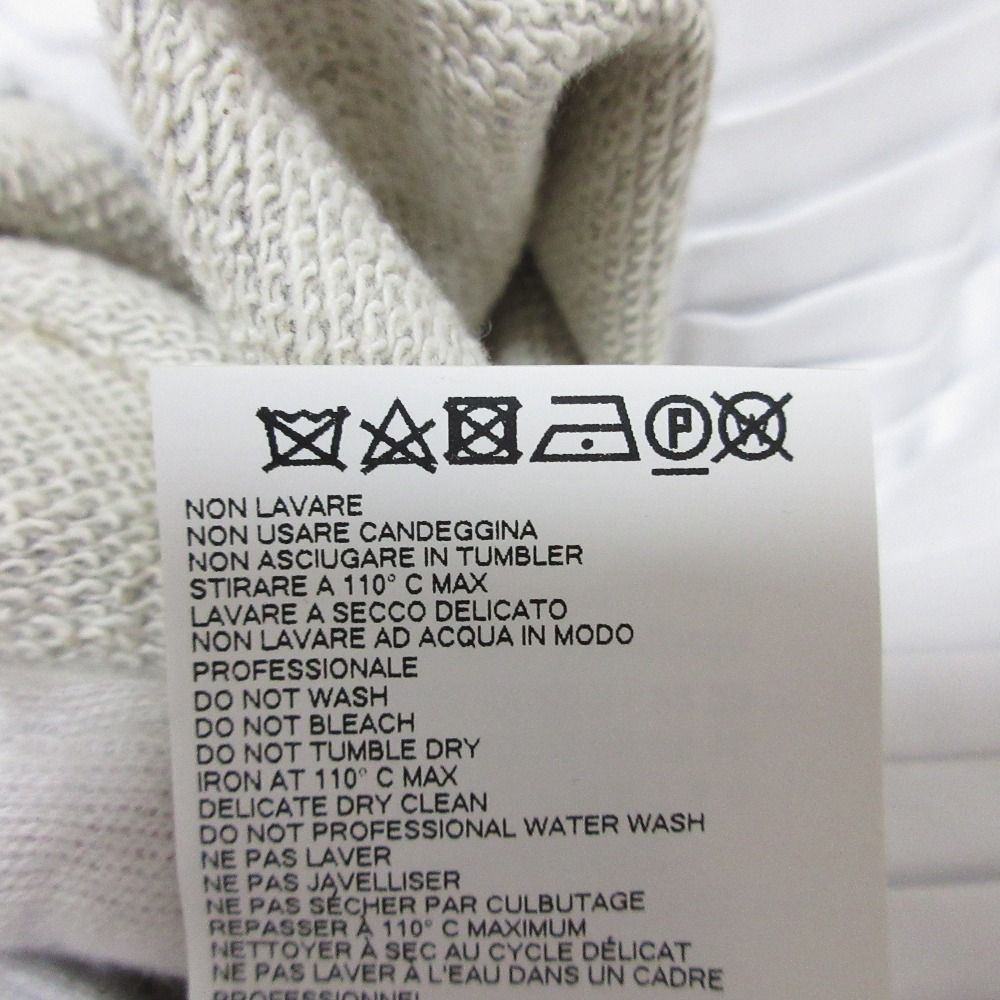 P
NON LAVARE
NON USARE CANDEGGINA
NON ASCIUGARE IN TUMBLER
STIRARE A 110° C MAX
LAVARE A SECCO DELICATO
NON LAVARE AD ACQUA IN MODO
PROFESSIONALE
DO NOT WASH
DO NOT BLEACH
DO NOT TUMBLE DRY
IRON AT 110° C MAX
DELICATE DRY CLEAN
DO NOT PROFESSIONAL WATER WASH
NE PAS LAVER
NE PAS JAVELLISER
NE PAS SÉCHER PAR CULBUTAGE
REPASSER À 110° C MAXIMUM
NETTOYER À SEC AU CYCLE DÉLICAT
NE PAS LAVER À L'EAU DANS UN CADRE
PROFESSIONNEL